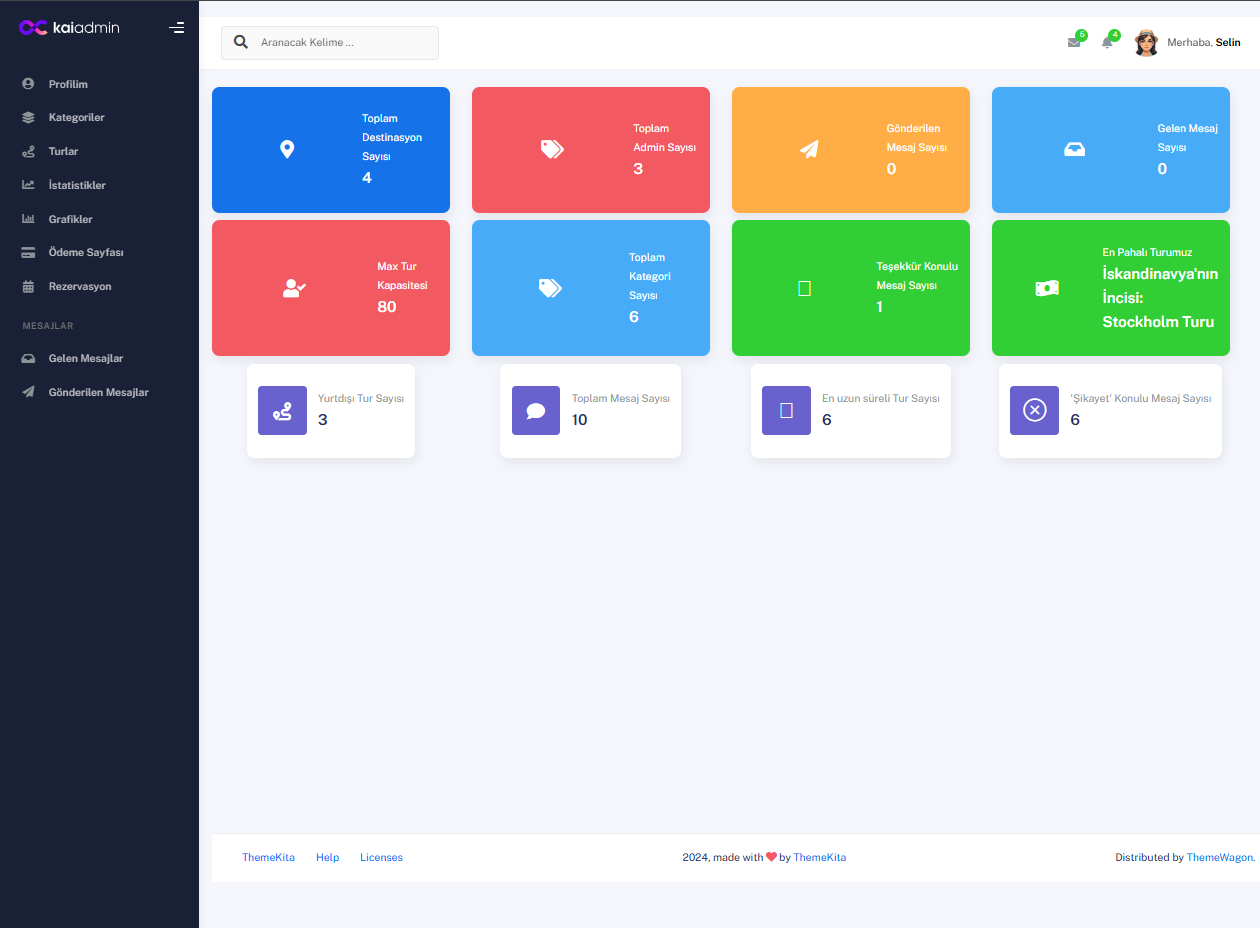 kaiadmin
Aranacak Kelime ...
5
4
Merhaba, Selin
Profilim
Kategoriler
Turlar
İstatistikler
Grafikler
Ödeme Sayfası
Rezervasyon
MESAJLAR
Gelen Mesajlar
Gönderilen Mesajlar
Toplam
Destinasyon
Sayısı
4
Toplam
Admin Sayısı
3
Gönderilen
Mesaj Sayısı
0
Gelen Mesaj
Sayısı
0
Max Tur
Kapasitesi
80
Toplam
Kategori
Sayısı
6
Teşekkür Konulu
Mesaj Sayısı
1
En Pahalı Turumuz
İskandinavya'nın
İncisi:
Stockholm Turu
Yurtdışı Tur Sayısı
3
Toplam Mesaj Sayısı
10
En uzun süreli Tur Sayısı
6
'Şikayet' Konulu Mesaj Sayısı
6
ThemeKita Help Licenses
2024, made with by ThemeKita
Distributed by ThemeWagon.